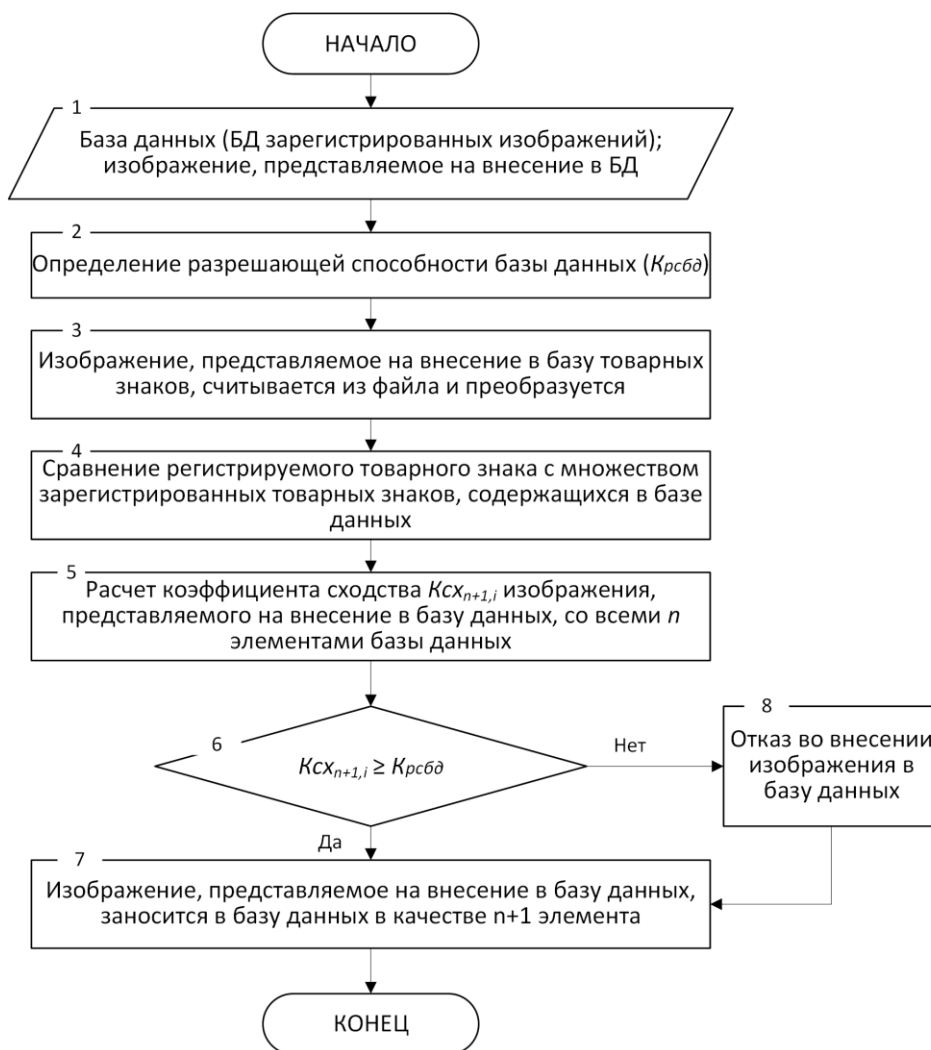 НАЧАЛО
1
База данных (БД зарегистрированных изображений);
изображение, представляемое на внесение в БД
2
Определение разрешающей способности базы данных (Kрсбд)
3
Изображение, представляемое на внесение в базу товарных
знаков, считывается из файла и преобразуется
4
Сравнение регистрируемого товарного знака с множеством
зарегистрированных товарных знаков, содержащихся в базе
данных
5
Расчет коэффициента сходства Kсхn+1,i изображения,
представляемого на внесение в базу данных, со всеми n
элементами базы данных
6
Kсхn+1,i ≥ Kрсбд
Нет
8
Отказ во внесении
изображения в
базу данных
Да
7
Изображение, представляемое на внесение в базу данных,
заносится в базу данных в качестве n+1 элемента
КОНЕЦ